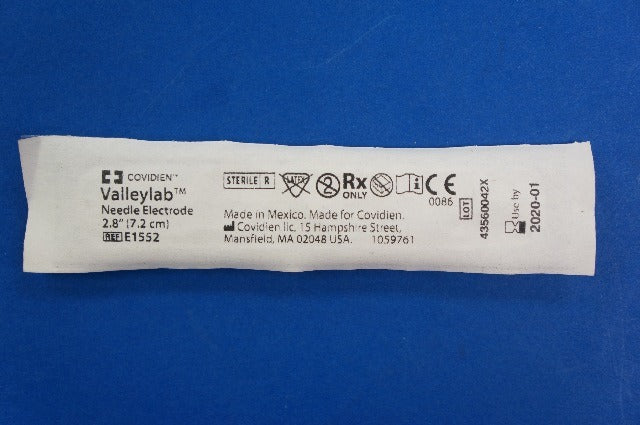 COVIDIEN™
Valleylab™
Needle Electrode
2.8" (7.2 cm)
REF E1552
STERILE R LATEX 2 Rx ONLY i CE 0086
Made in Mexico. Made for Covidien.
Covidien llc. 15 Hampshire Street,
Mansfield, MA 02048 USA. 1059761
LOT 43560042X
Use by
2020-01